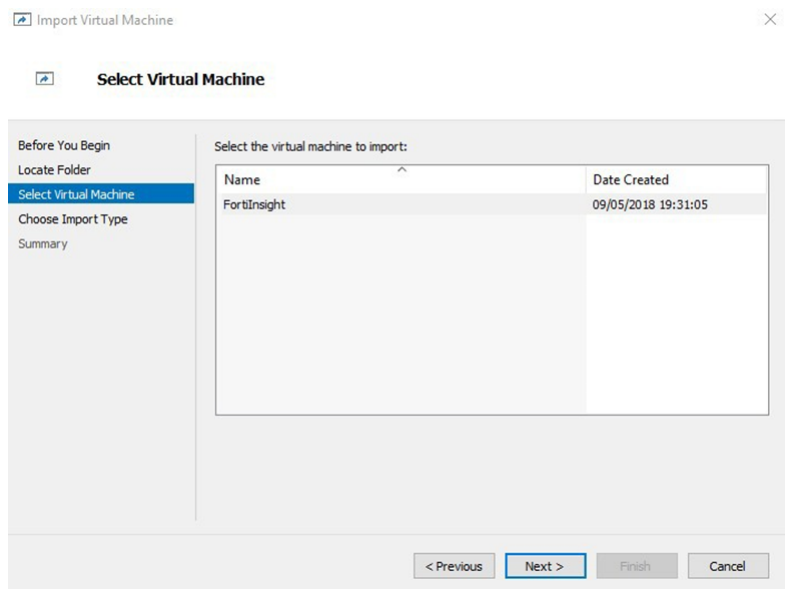 Import Virtual Machine
Select Virtual Machine
Before You Begin
Locate Folder
Select Virtual Machine
Choose Import Type
Summary
Select the virtual machine to import:
Name Date Created
FortiInsight 09/05/2018 19:31:05
< Previous Next > Finish Cancel